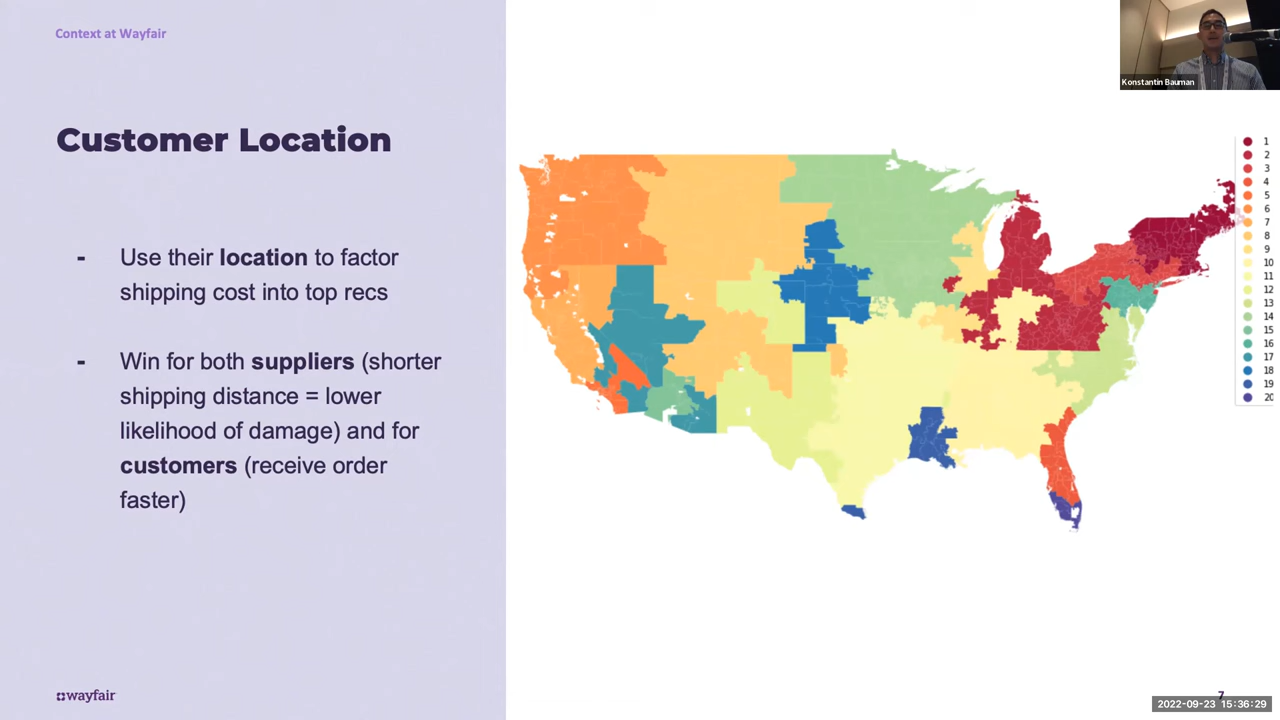 Context at Wayfair
Konstantin Bauman
Customer Location
- Use their location to factor
shipping cost into top recs
- Win for both suppliers (shorter
shipping distance = lower
likelihood of damage) and for
customers (receive order
faster)
1
2
3
4
5
6
7
8
9
10
11
12
13
14
15
16
17
18
19
20
wayfair
7
2022-09-23 15:36:29